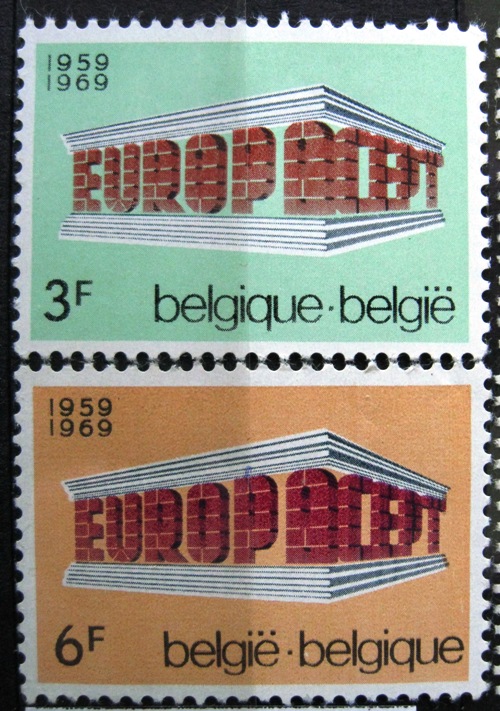 1959
1969
EUROPA CEPT
3F
belgique·belgië
1959
1969
EUROPA CEPT
6F
belgië·belgique